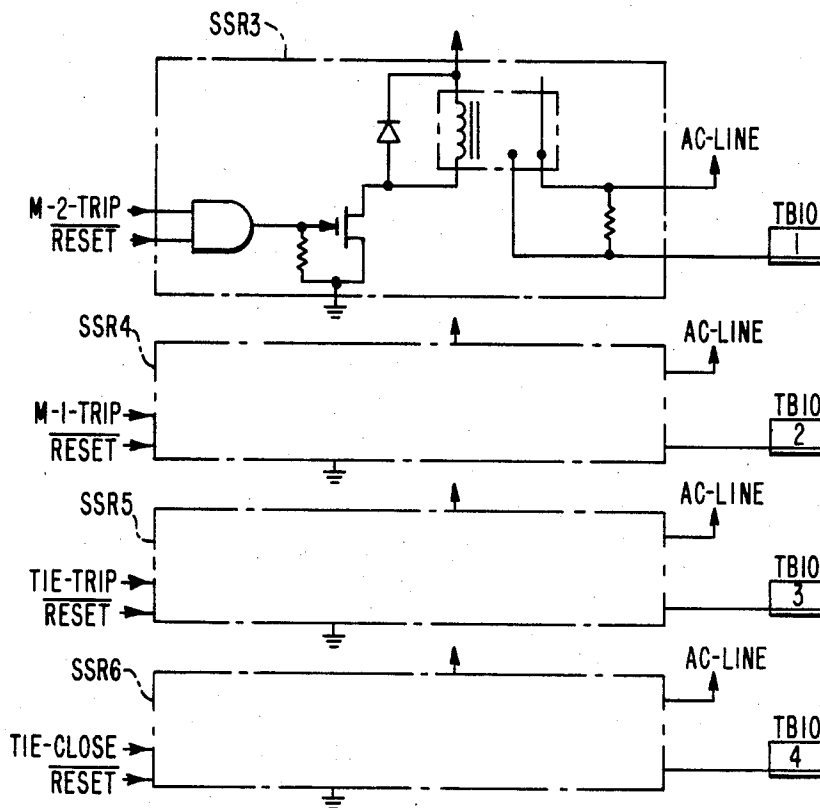 SSR3
AC-LINE
M-2-TRIP
RESET
TB10
1
SSR4
AC-LINE
M-1-TRIP
RESET
TB10
2
SSR5
AC-LINE
TIE-TRIP
RESET
TB10
3
SSR6
AC-LINE
TIE-CLOSE
RESET
TB10
4